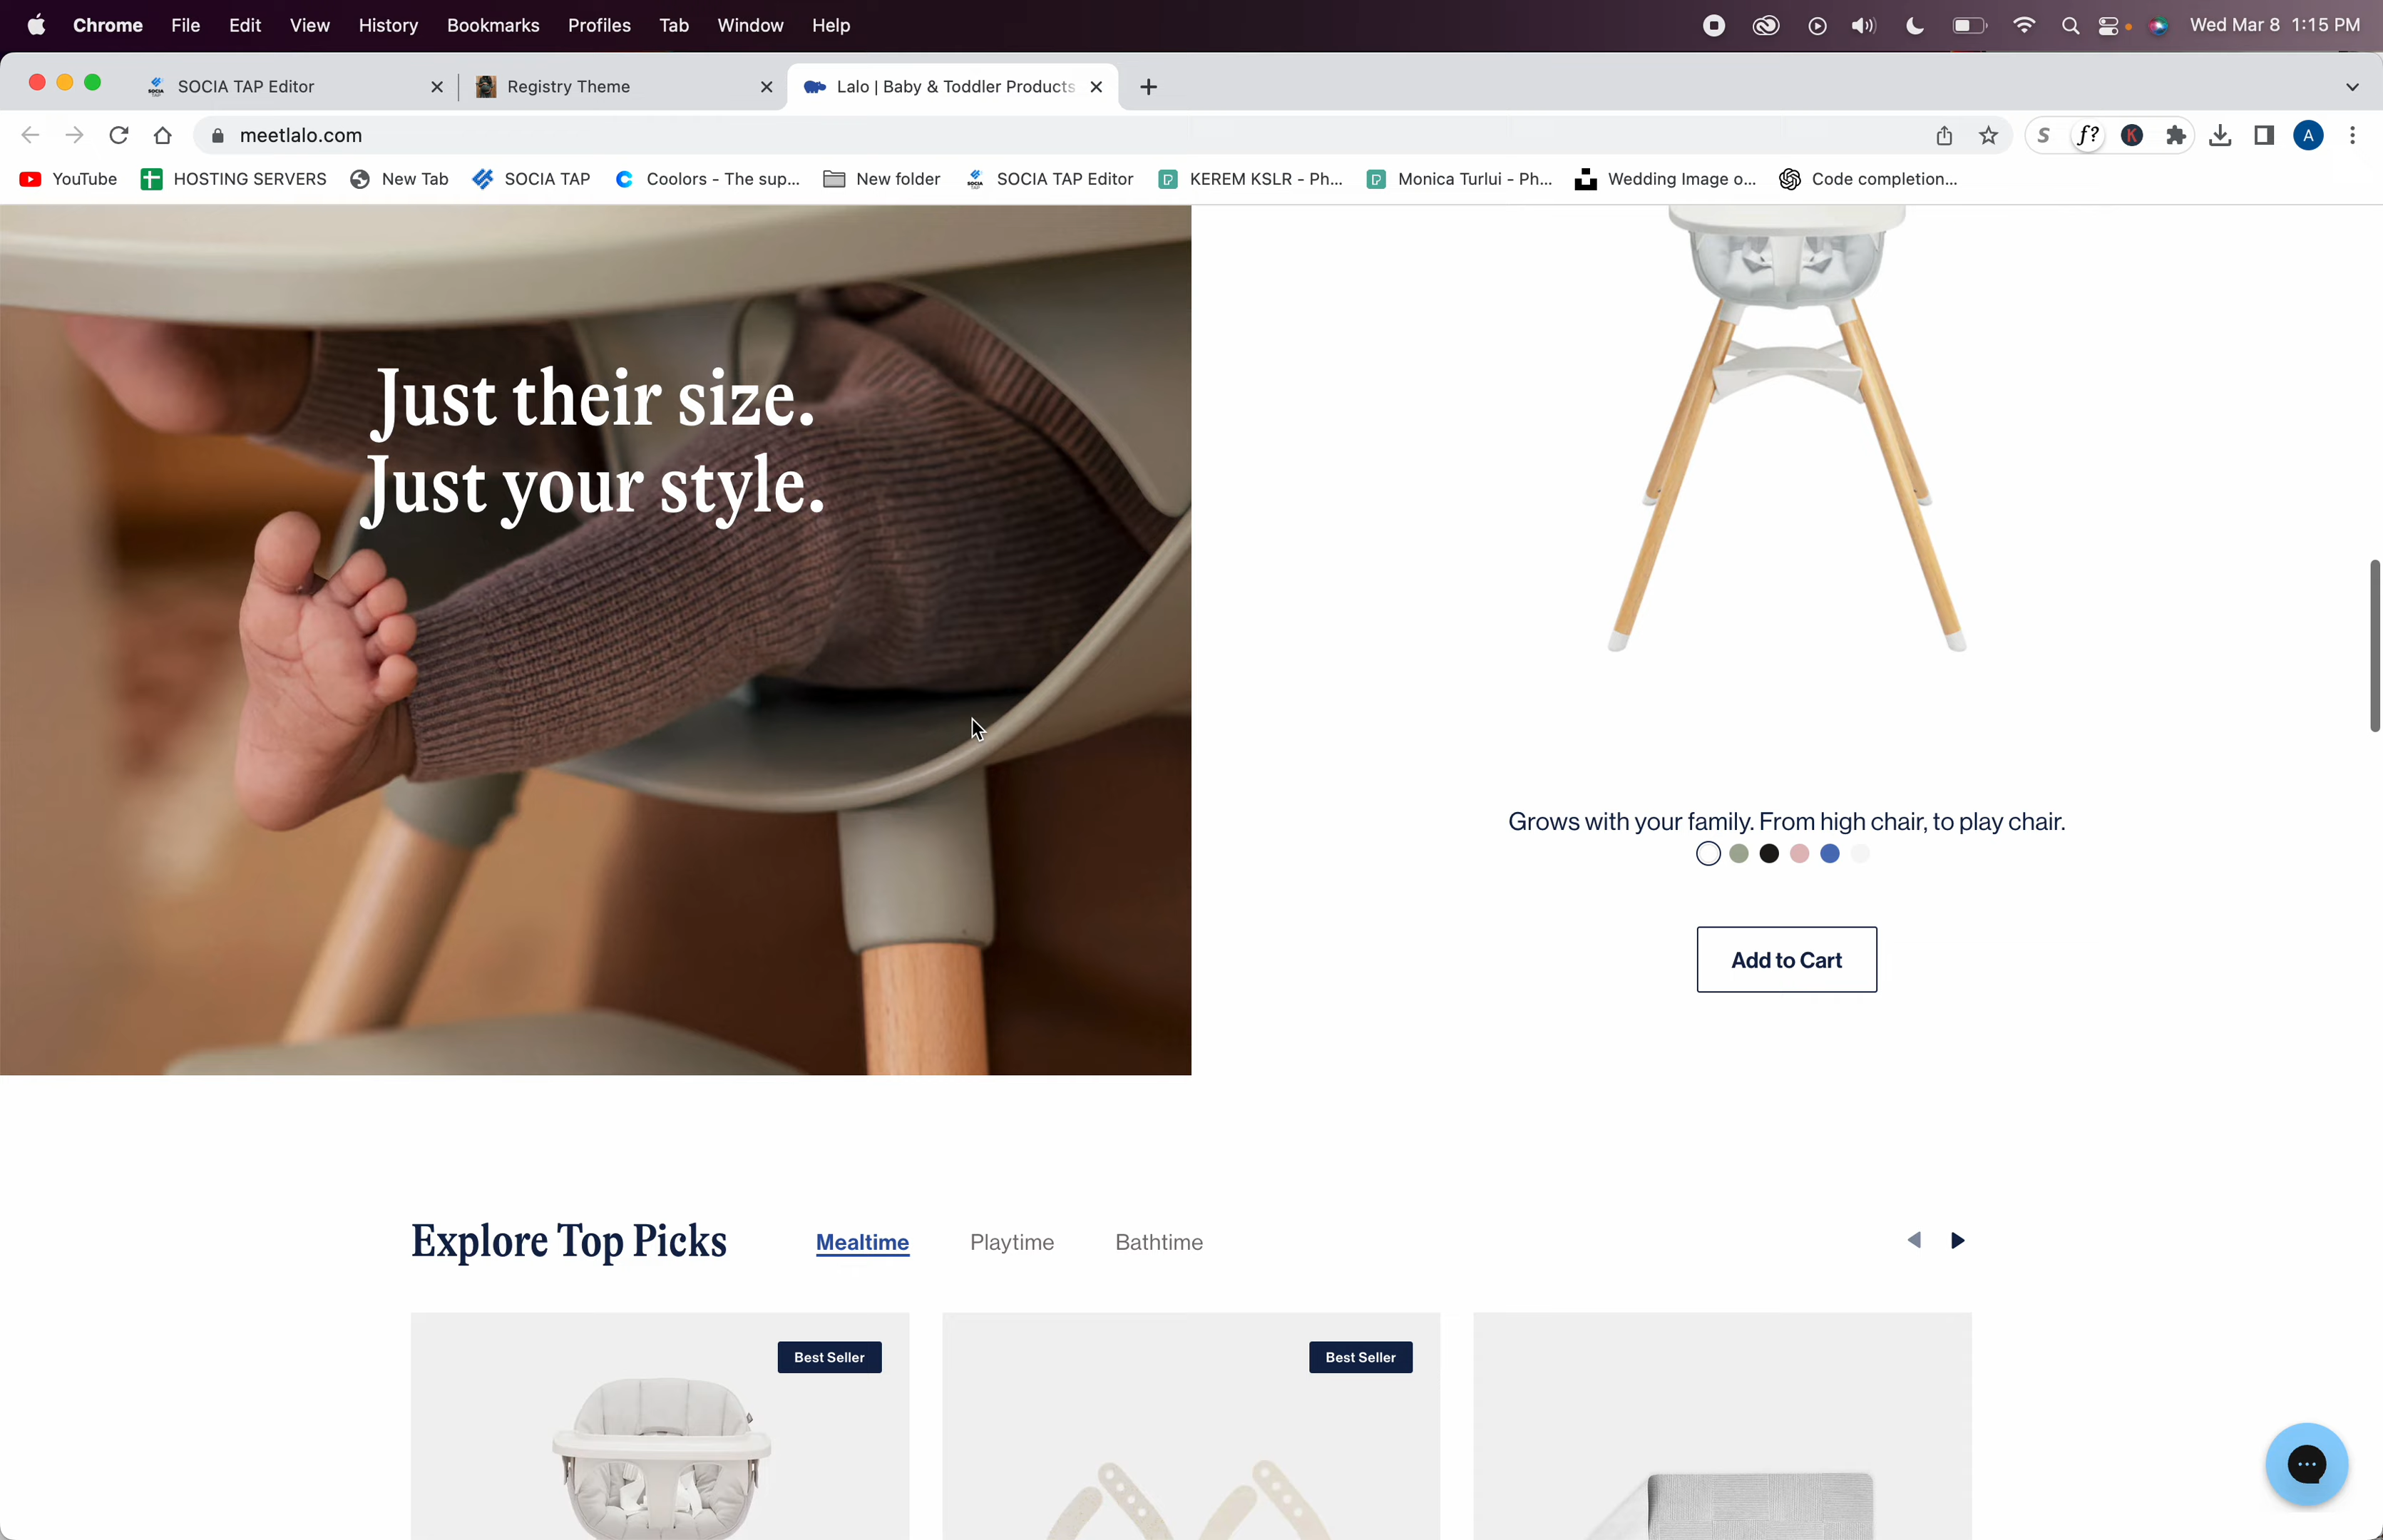 Chrome File Edit View History Bookmarks Profiles Tab Window Help Wed Mar 8 1:15 PM
SOCIA TAP Editor Registry Theme Lalo | Baby & Toddler Products
meetlalo.com f? K A
YouTube HOSTING SERVERS New Tab SOCIA TAP Coolors - The sup... New folder SOCIA TAP Editor KEREM KSLR - Ph... Monica Turlui - Ph... Wedding Image o... Code completion...
Just their size.
Just your style.
Grows with your family. From high chair, to play chair.
Add to Cart
Explore Top Picks Mealtime Playtime Bathtime
Best Seller Best Seller